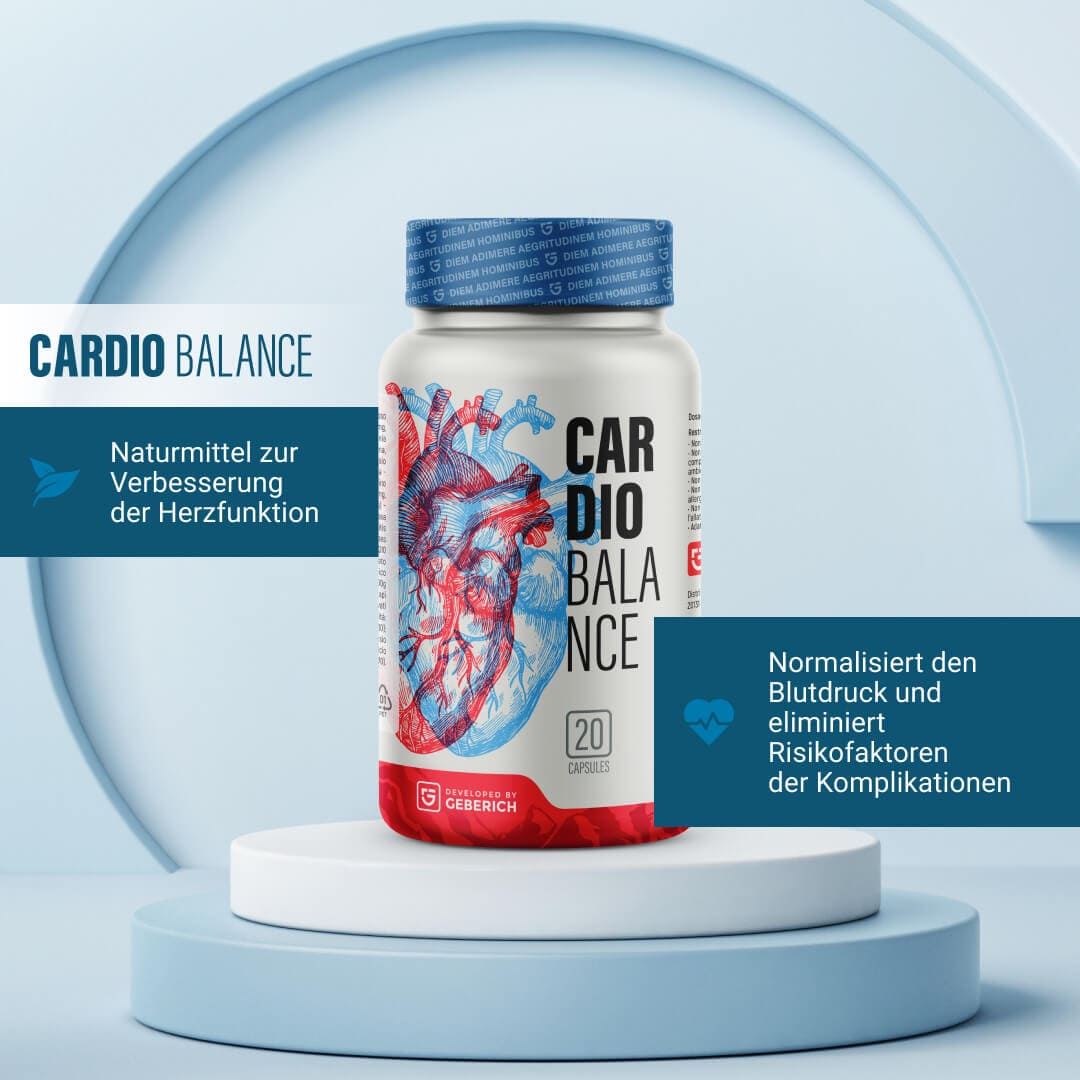 DIEM ADIMERE AEGRITUDINEM HOMINIBUS
CARDIO BALANCE
Naturmittel zur
Verbesserung
der Herzfunktion
CAR
DIO
BALA
NCE
20
CAPSULES
DEVELOPED BY
GEBERICH
Normalisiert den
Blutdruck und
eliminiert
Risikofaktoren
der Komplikationen